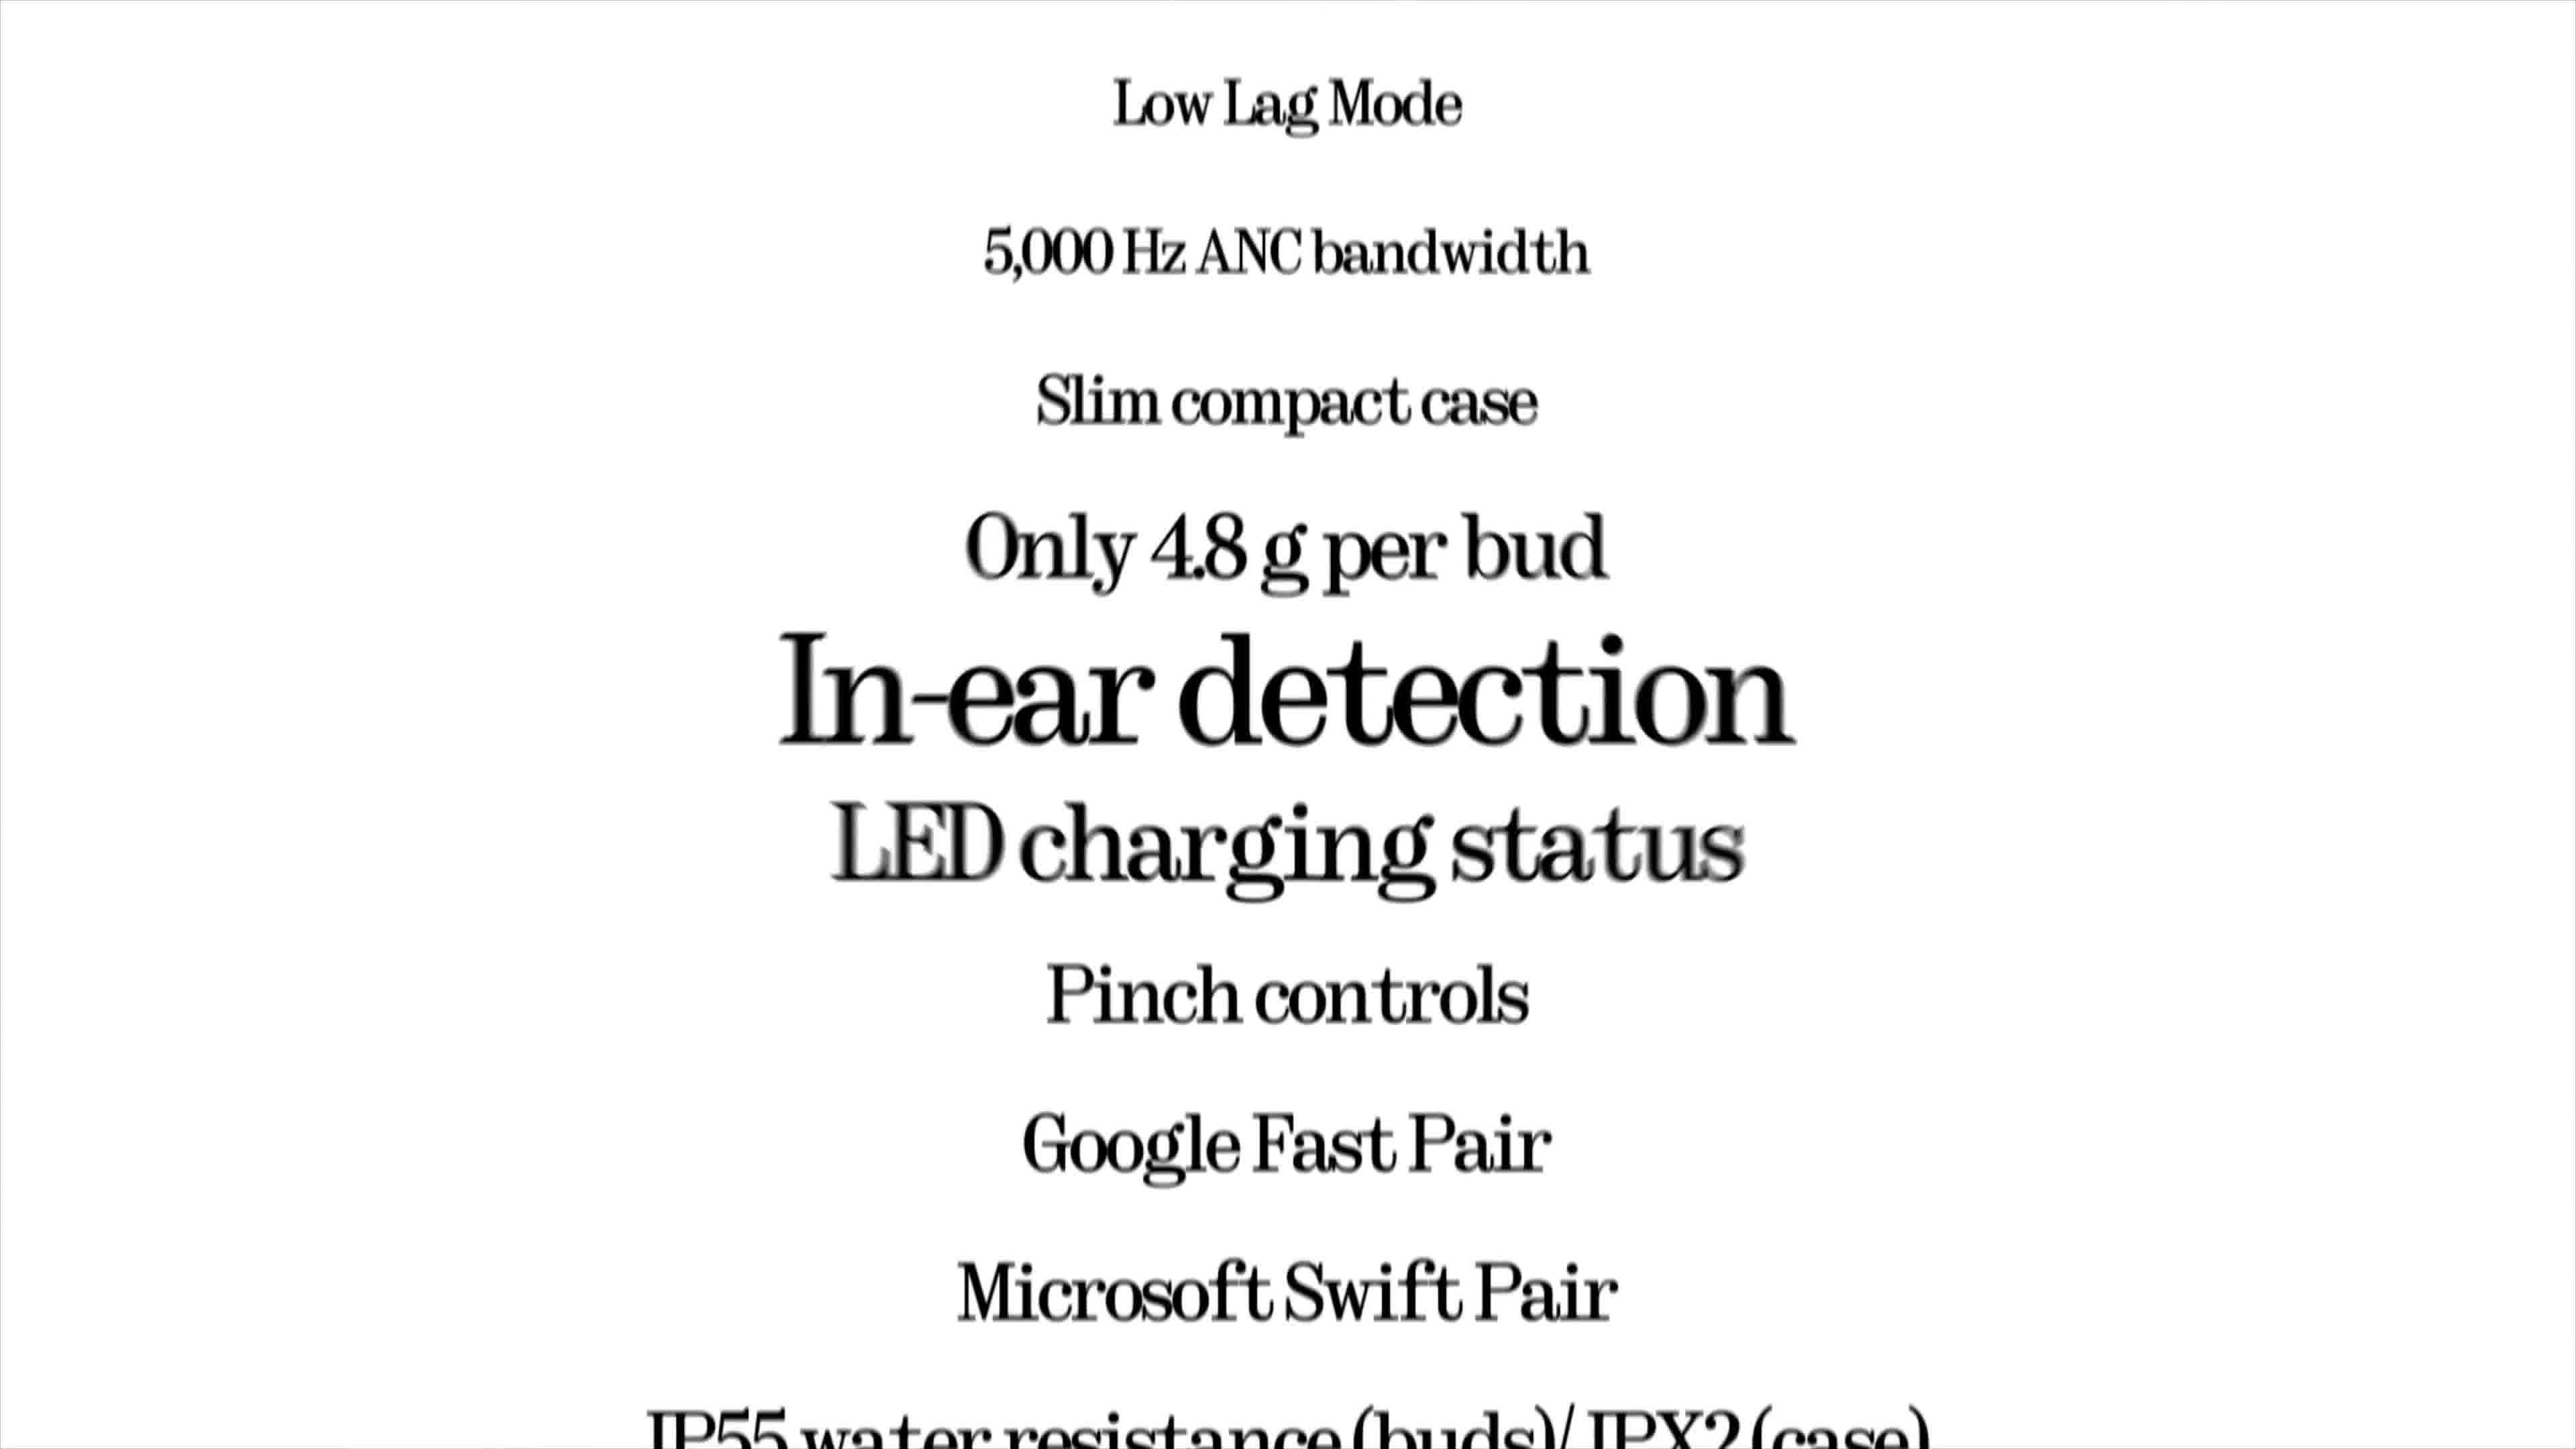 Low Lag Mode
5,000 Hz ANC bandwidth
Slim compact case
Only 4.8 g per bud
In-ear detection
LED charging status
Pinch controls
Google Fast Pair
Microsoft Swift Pair
IP55 water resistance (buds)/ IPX2 (case)